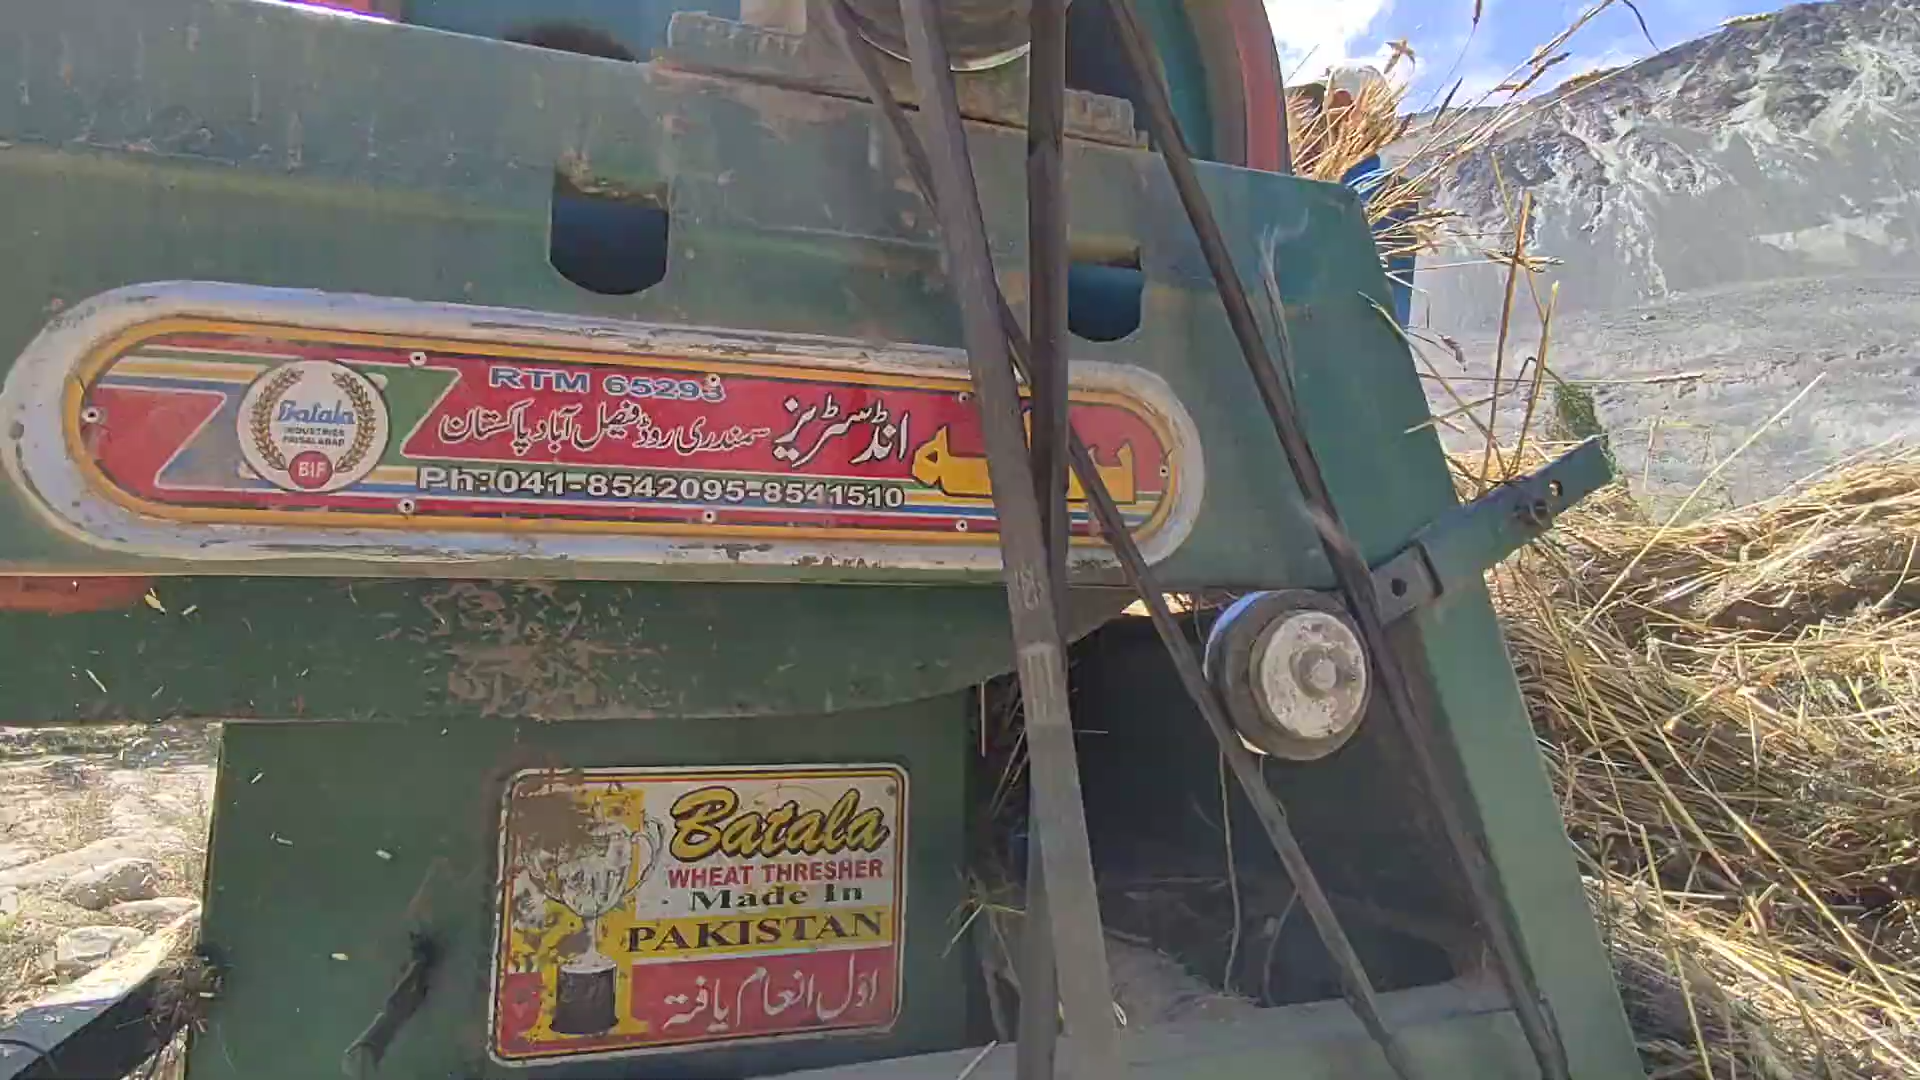 RTM 65293
Batala
INDUSTRIES
FAISALABAD
BIF
بٹالہ انڈسٹریز سمندری روڈ فیصل آباد پاکستان
Ph:041-8542095-8541510
Batala
WHEAT THRESHER
Made In
PAKISTAN
اوّل انعام یافتہ